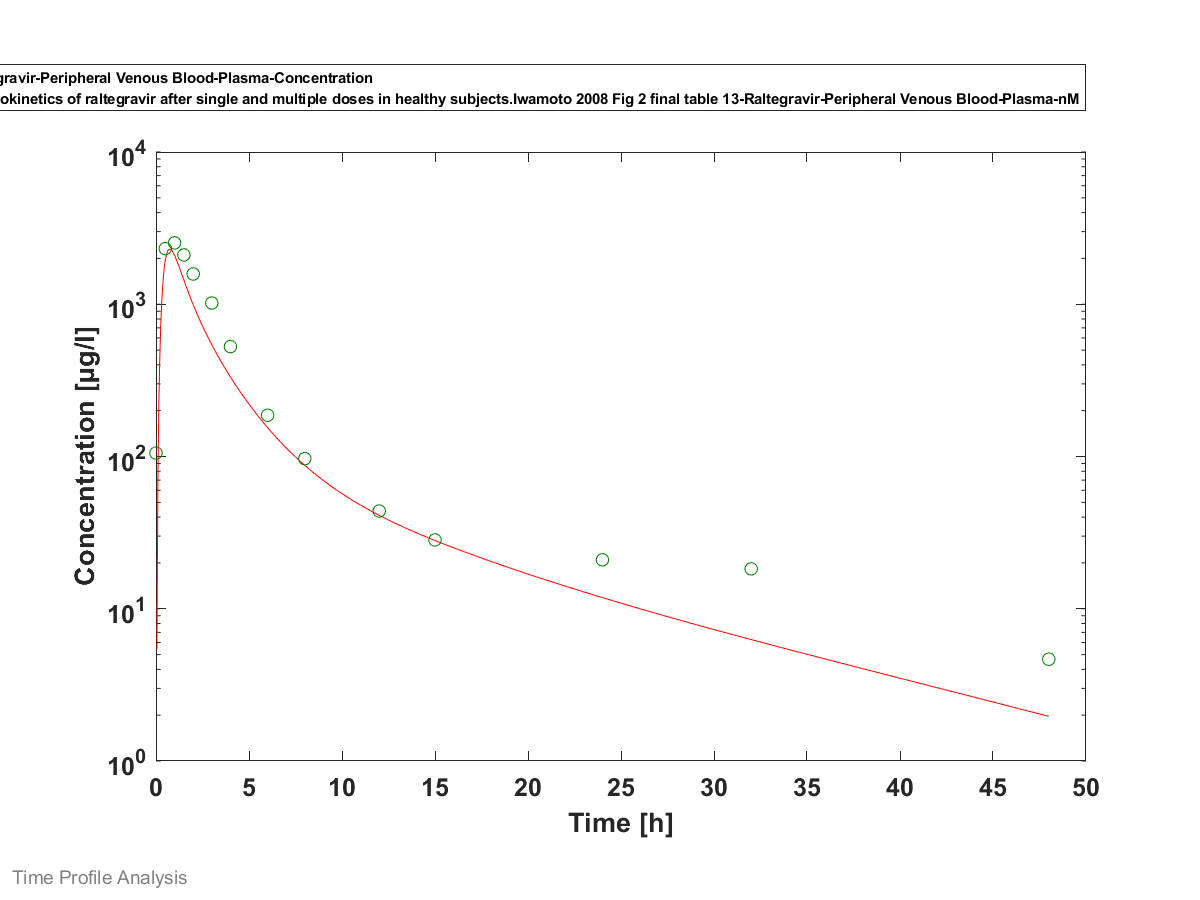 gravir-Peripheral Venous Blood-Plasma-Concentration
okinetics of raltegravir after single and multiple doses in healthy subjects.Iwamoto 2008 Fig 2 final table 13-Raltegravir-Peripheral Venous Blood-Plasma-nM
10^4
10^3
10^2
10^1
10^0
Concentration [µg/l]
0 5 10 15 20 25 30 35 40 45 50
Time [h]
Time Profile Analysis